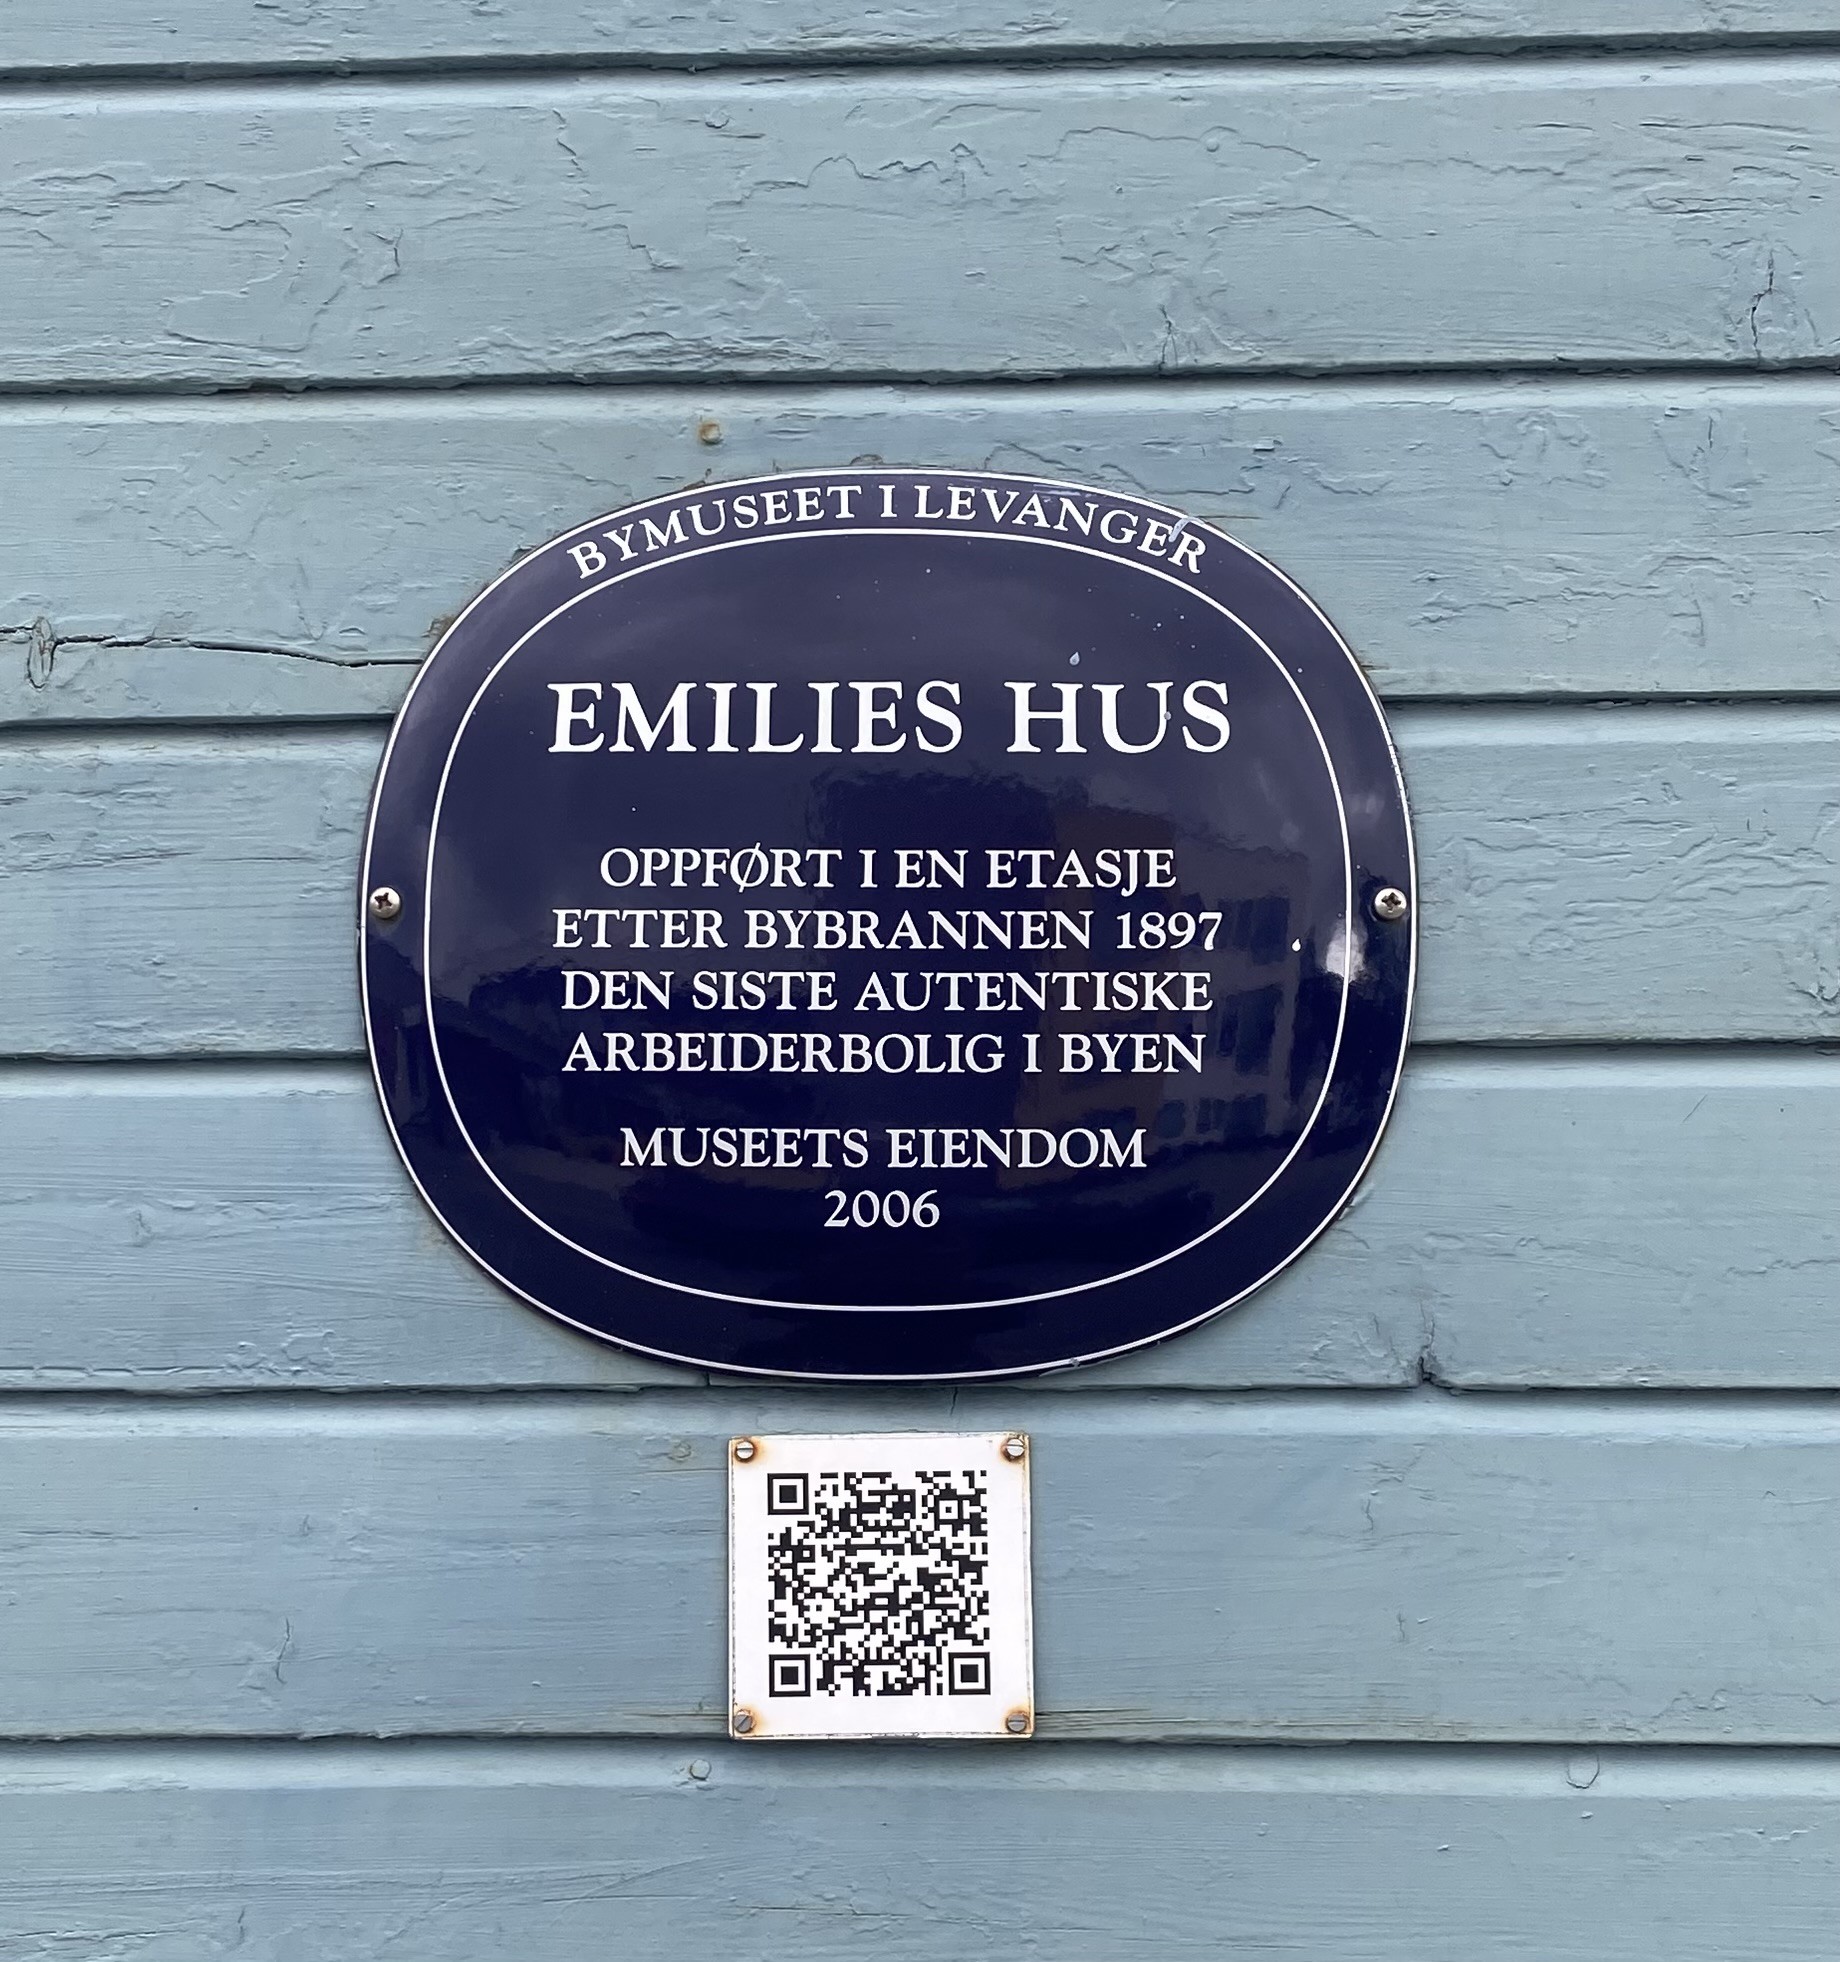 BYMUSEET I LEVANGER
EMILIES HUS
OPPFØRT I EN ETASJE
ETTER BYBRANNEN 1897
DEN SISTE AUTENTISKE
ARBEIDERBOLIG I BYEN
MUSEETS EIENDOM
2006